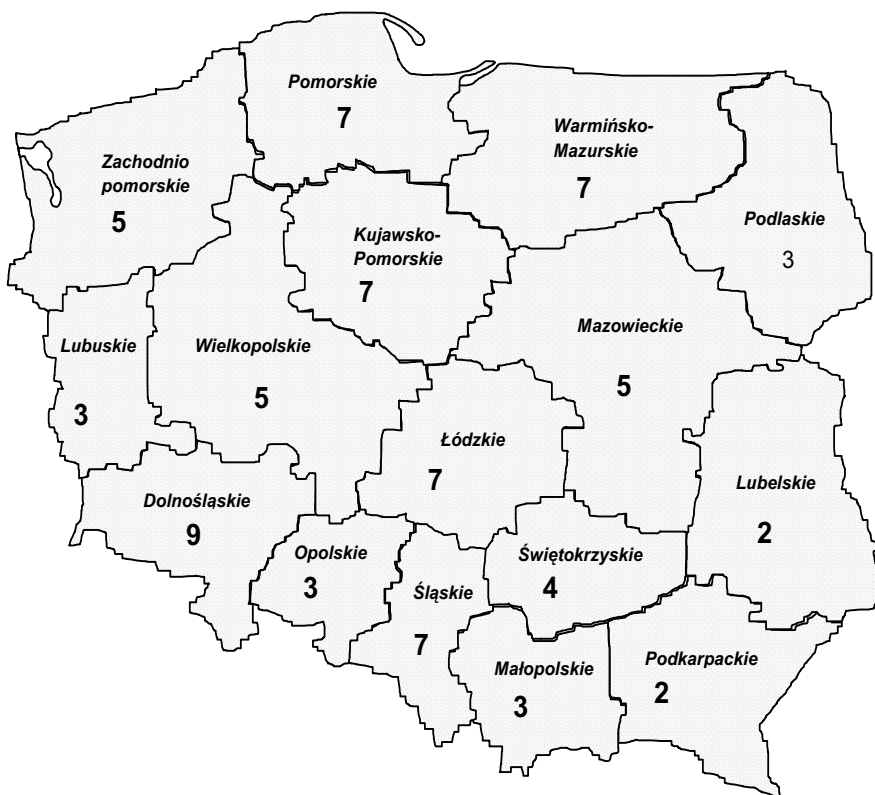 Pomorskie
7
Warmińsko-
Mazurskie
7
Zachodnio
pomorskie
5
Podlaskie
3
Kujawsko-
Pomorskie
7
Mazowieckie
5
Lubuskie
3
Wielkopolskie
5
Łódzkie
7
Lubelskie
2
Dolnośląskie
9
Opolskie
3
Świętokrzyskie
4
Śląskie
7
Małopolskie
3
Podkarpackie
2